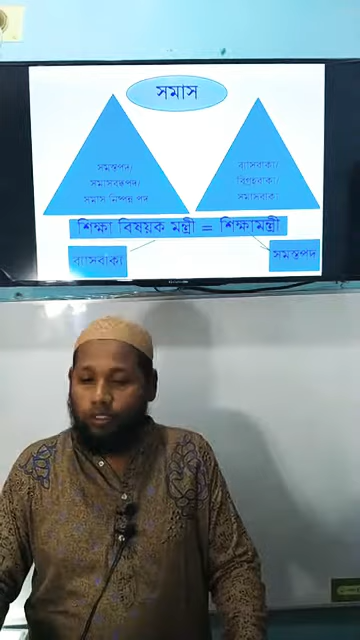 সমাস
সমস্তপদ/
সমাসবদ্ধপদ/
সমাস নিষ্পন্ন পদ
ব্যাসবাক্য/
বিগ্রহবাক্য/
সমাসবাক্য
শিক্ষা বিষয়ক মন্ত্রী = শিক্ষামন্ত্রী
ব্যাসবাক্য
সমস্তপদ